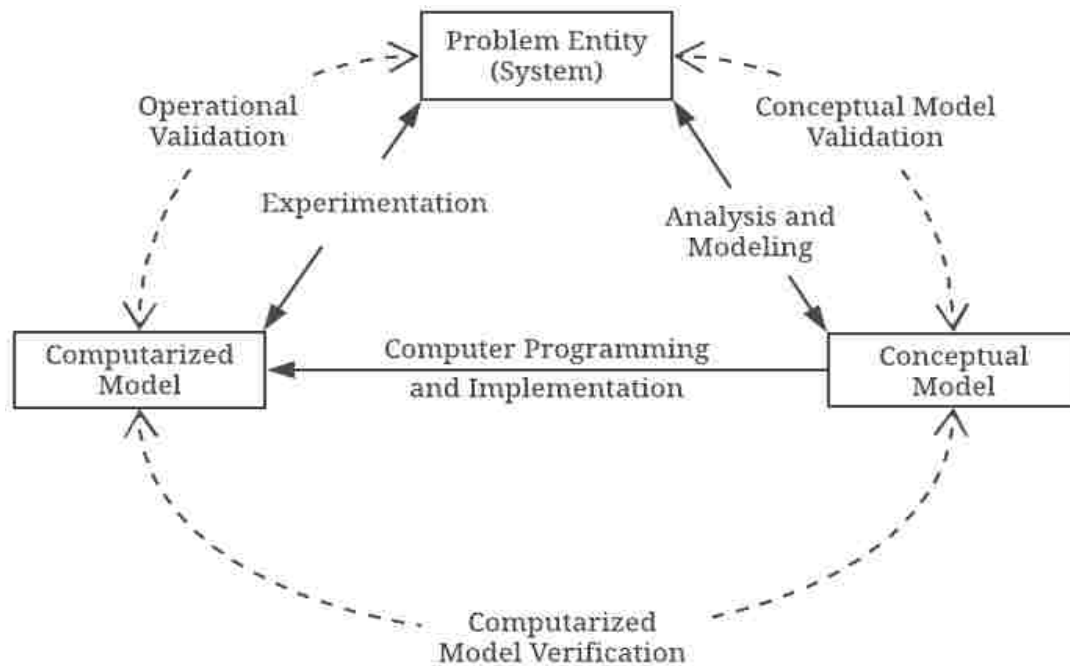 Problem Entity
(System)
Operational
Validation
Conceptual Model
Validation
Experimentation
Analysis and
Modeling
Computarized
Model
Computer Programming
and Implementation
Conceptual
Model
Computarized
Model Verification